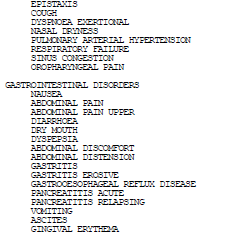 EPISTAXIS
COUGH
DYSPNOEA EXERTIONAL
NASAL DRYNESS
PULMONARY ARTERIAL HYPERTENSION
RESPIRATORY FAILURE
SINUS CONGESTION
OROPHARYNGEAL PAIN
GASTROINTESTINAL DISORDERS
NAUSEA
ABDOMINAL PAIN
ABDOMINAL PAIN UPPER
DIARRHOEA
DRY MOUTH
DYSPEPSIA
ABDOMINAL DISCOMFORT
ABDOMINAL DISTENSION
GASTRITIS
GASTRITIS EROSIVE
GASTROOESOPHAGEAL REFLUX DISEASE
PANCREATITIS ACUTE
PANCREATITIS RELAPSING
VOMITING
ASCITES
GINGIVAL ERYTHEMA